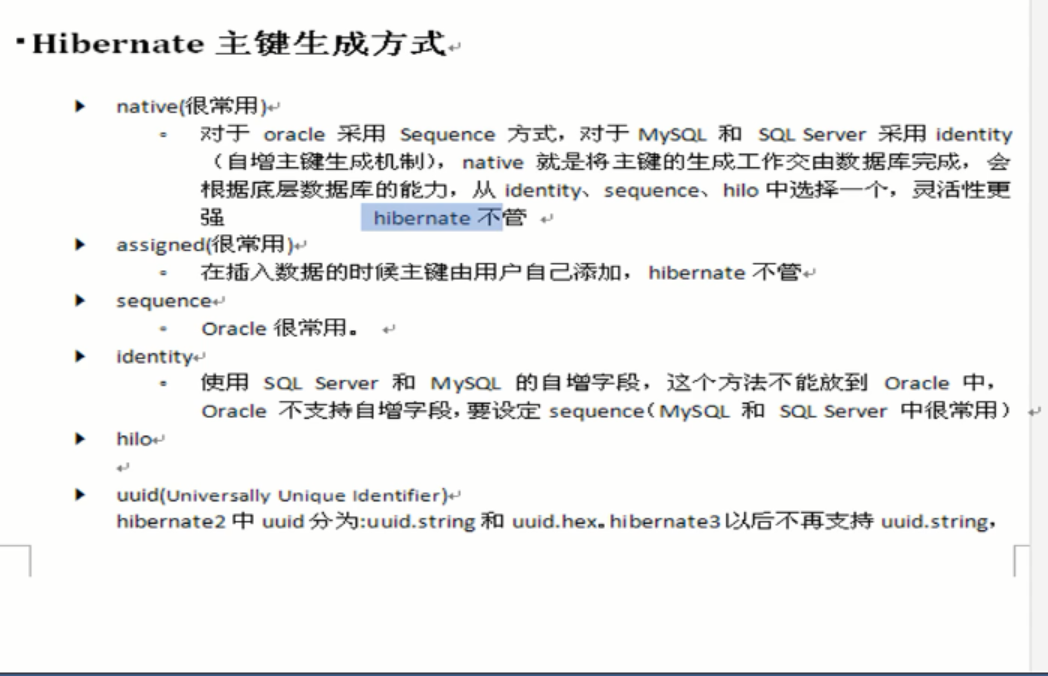 Hibernate 主键生成方式
native(很常用)
对于 oracle 采用 Sequence 方式，对于 MySQL 和 SQL Server 采用 identity
（自增主键生成机制），native 就是将主键的生成工作交由数据库完成，会
根据底层数据库的能力，从 identity、sequence、hilo 中选择一个，灵活性更
强 hibernate 不管
assigned(很常用)
在插入数据的时候主键由用户自己添加，hibernate 不管
sequence
Oracle 很常用。
identity
使用 SQL Server 和 MySQL 的自增字段，这个方法不能放到 Oracle 中，
Oracle 不支持自增字段，要设定 sequence（MySQL 和 SQL Server 中很常用）
hilo
uuid(Universally Unique Identifier)
hibernate2 中 uuid 分为:uuid.string 和 uuid.hex。hibernate3 以后不再支持 uuid.string，